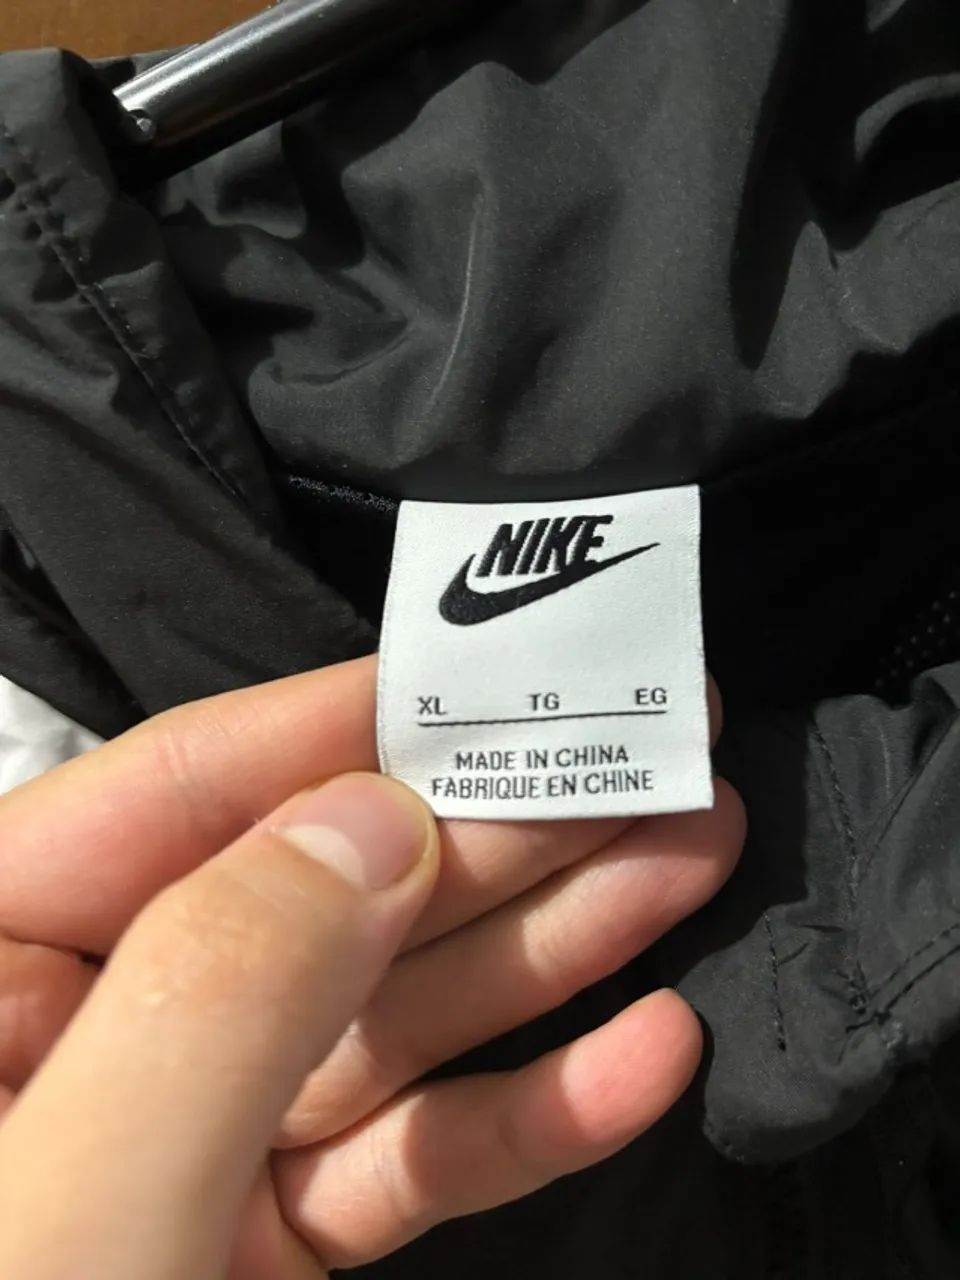 NIKE
XL TG EG
MADE IN CHINA
FABRIQUE EN CHINE